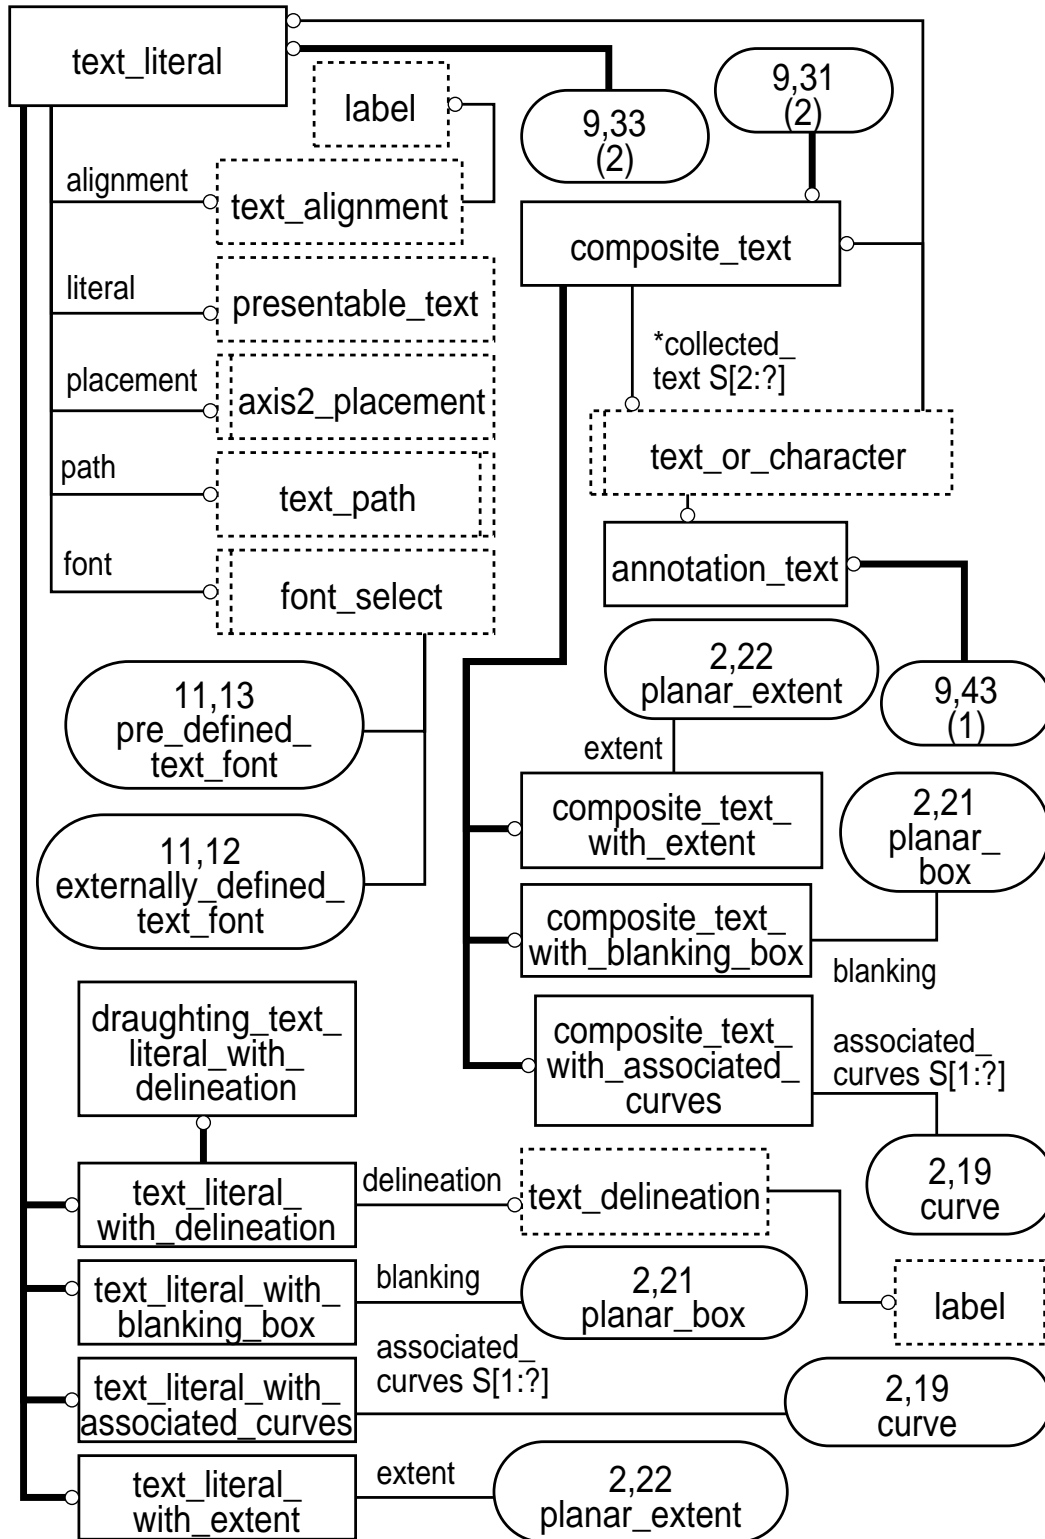 text_literal
label
9,33
(2)
9,31
(2)
alignment
text_alignment
composite_text
literal
presentable_text
*collected_
text S[2:?]
placement
axis2_placement
text_or_character
path
text_path
font
font_select
annotation_text
2,22
planar_extent
9,43
(1)
11,13
pre_defined_
text_font
extent
composite_text_
with_extent
2,21
planar_
box
11,12
externally_defined_
text_font
composite_text_
with_blanking_box
blanking
draughting_text_
literal_with_
delineation
composite_text_
with_associated_
curves
associated_
curves S[1:?]
2,19
curve
text_literal_
with_delineation
delineation
text_delineation
text_literal_with_
blanking_box
blanking
2,21
planar_box
label
text_literal_with_
associated_curves
associated_
curves S[1:?]
2,19
curve
text_literal_
with_extent
extent
2,22
planar_extent